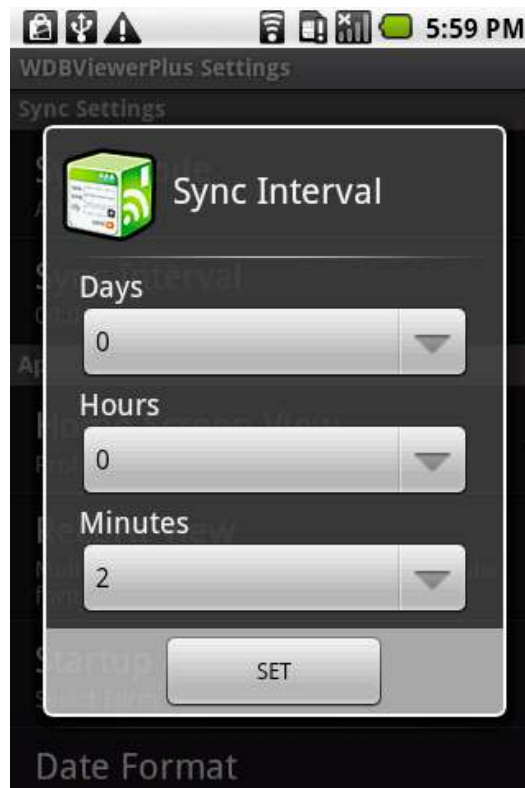 5:59 PM
WDBViewerPlus Settings
Sync Settings
Sync Interval
Days
0
Hours
0
Minutes
2
SET
Date Format